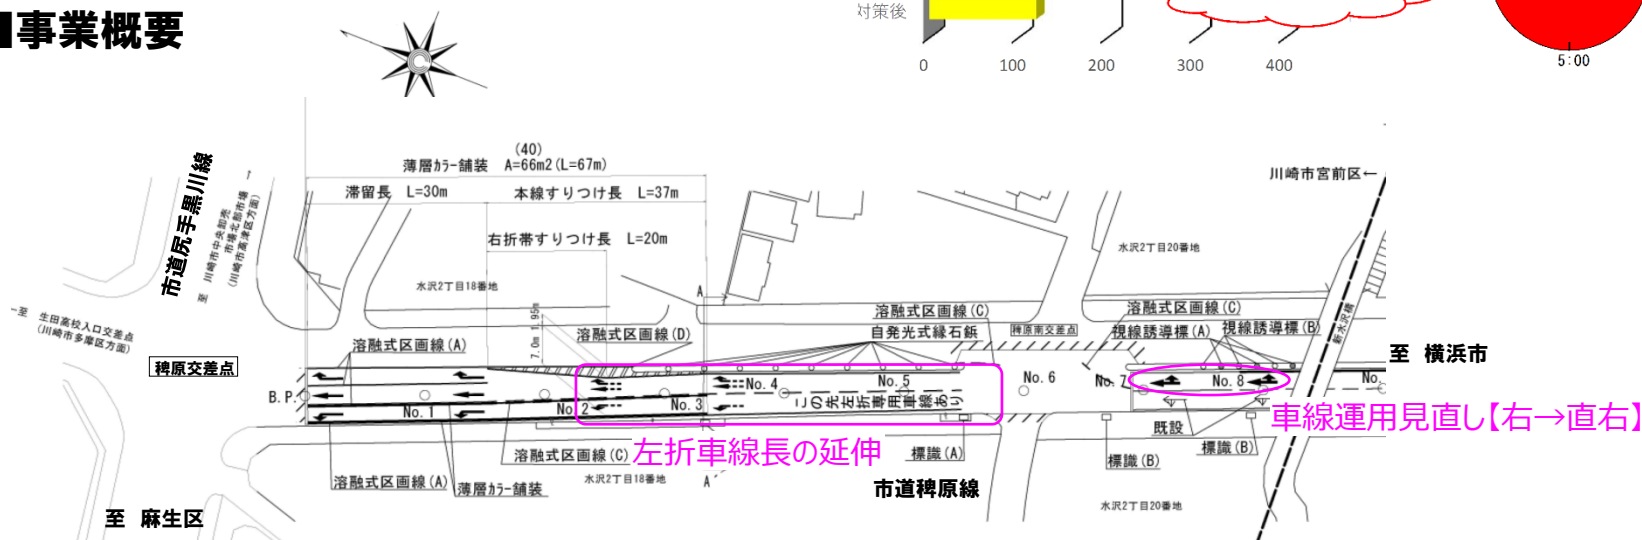 ■事業概要
対策後
0 100 200 300 400
5:00
(40)
薄層ｶﾗｰ舗装 A=66m2(L=67m)
滞留長 L=30m
本線すりつけ長 L=37m
右折帯すりつけ長 L=20m
市道尻手黒川線
至 川崎市中央卸売
市場北部市場
(川崎市高津区方面)
川崎市宮前区←
水沢2丁目20番地
水沢2丁目18番地
A
溶融式区画線(C)
溶融式区画線(C)
自発光式縁石鋲
稗原南交差点
視線誘導標(A)
視線誘導標(B)
新水沢橋
至 生田高校入口交差点
(川崎市多摩区方面)
溶融式区画線(A)
7.0m 1.95m
溶融式区画線(D)
稗原交差点
至 横浜市
B.P.
No.1
No.2
No.3
No.4
No.5
No.6
No.7
No.8
No.
この先左折専用車線あり
車線運用見直し【右→直右】
既設
溶融式区画線(C)
左折車線長の延伸
標識(A)
標識(B)
標識(B)
溶融式区画線(A)
薄層ｶﾗｰ舗装
水沢2丁目18番地
A
市道稗原線
水沢2丁目20番地
至 麻生区